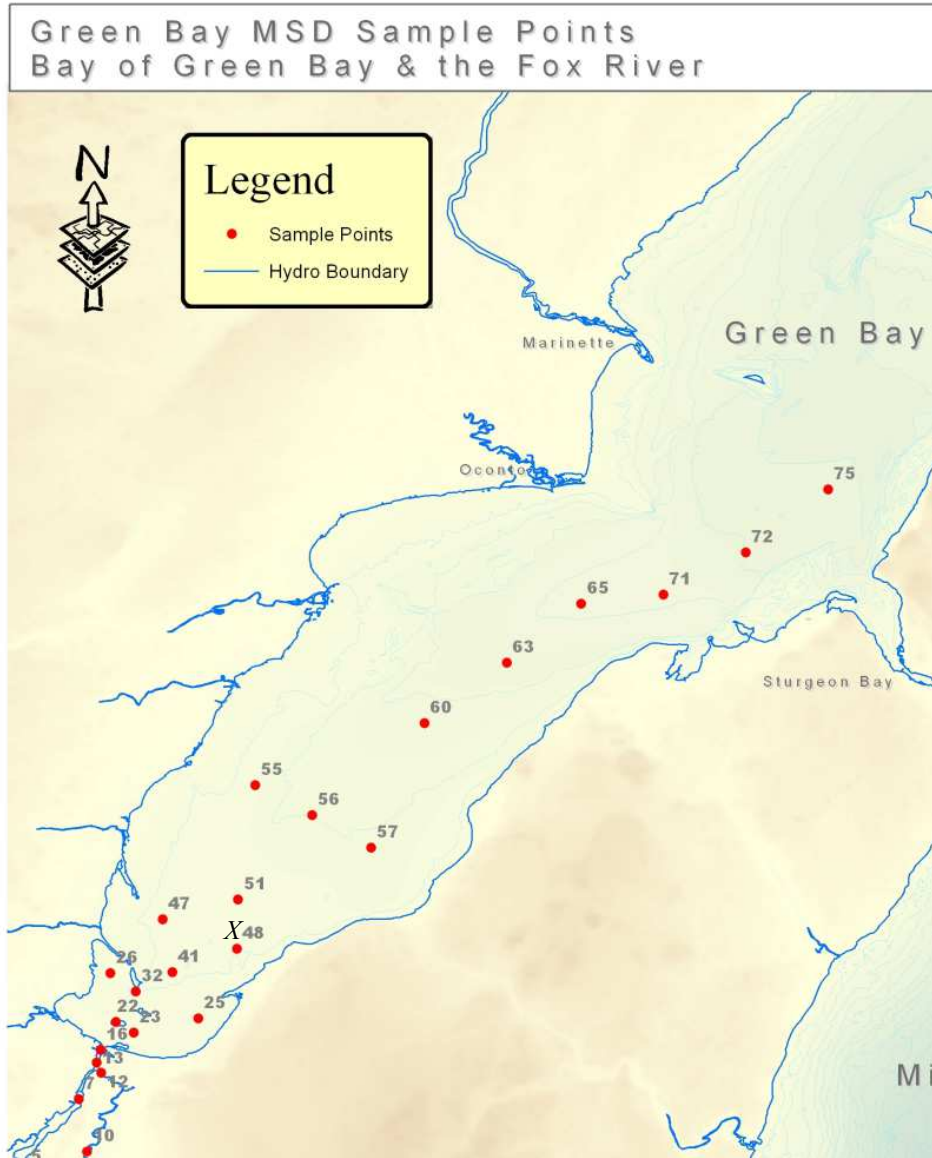 Green Bay MSD Sample Points
Bay of Green Bay & the Fox River
N
Legend
Sample Points
Hydro Boundary
Marinette
Green Bay
Oconto
75
72
71
65
63
Sturgeon Bay
60
55
56
57
51
47
X 48
41
26
32
25
22
23
16
13
12
7
Mi
10
5